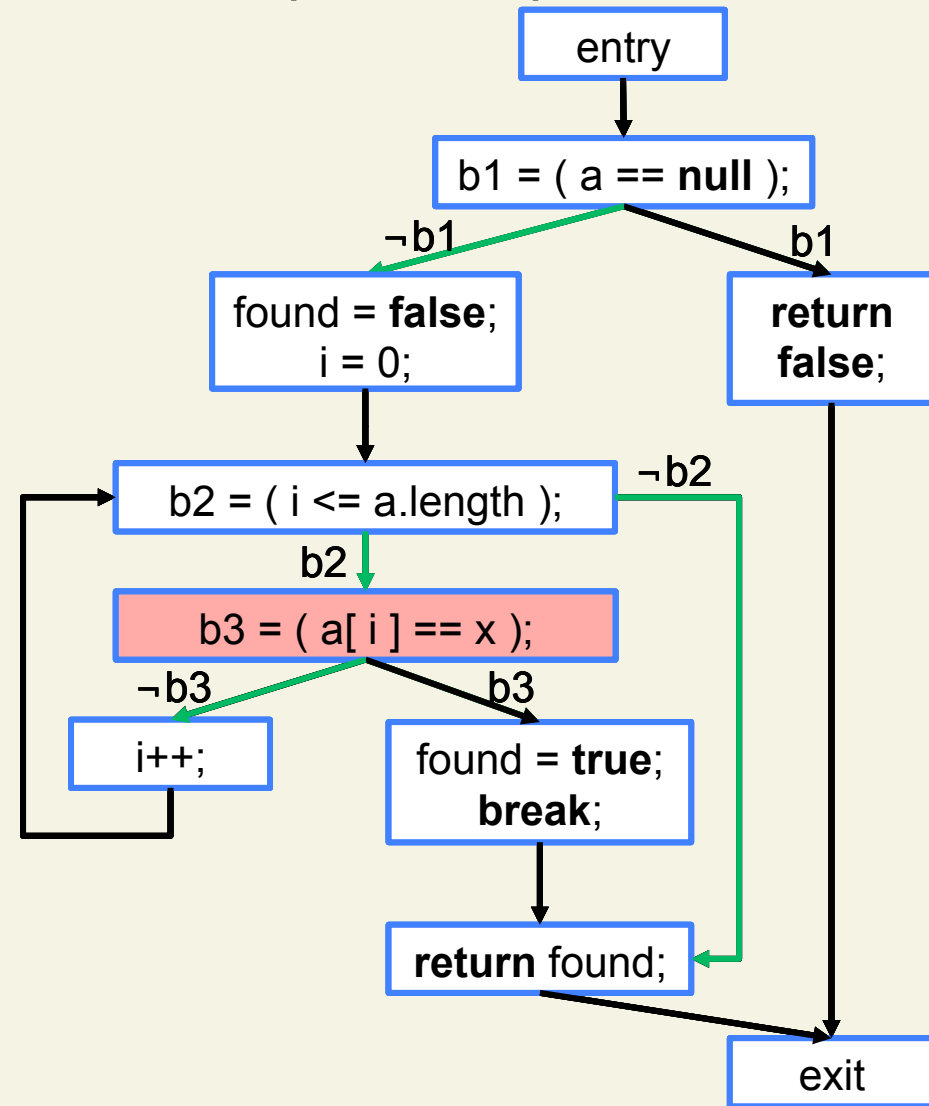 entry
b1 = ( a == null );
¬b1
b1
found = false;
i = 0;
return
false;
b2 = ( i <= a.length );
¬b2
b2
b3 = ( a[ i ] == x );
¬b3
b3
i++;
found = true;
break;
return found;
exit